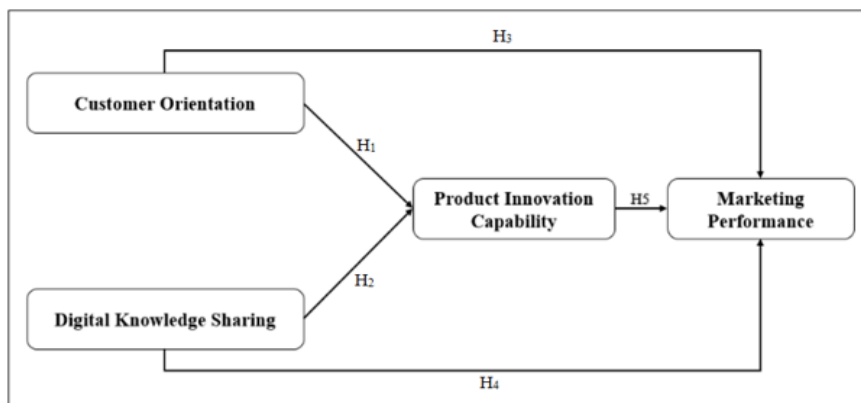 H3
Customer Orientation
H1
Product Innovation
Capability
H5
Marketing
Performance
H2
Digital Knowledge Sharing
H4